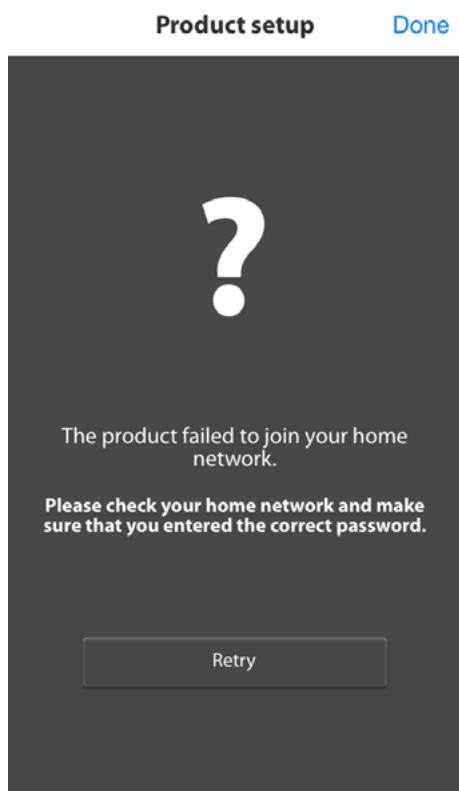 Product setup Done
?
The product failed to join your home
network.
Please check your home network and make
sure that you entered the correct password.
Retry